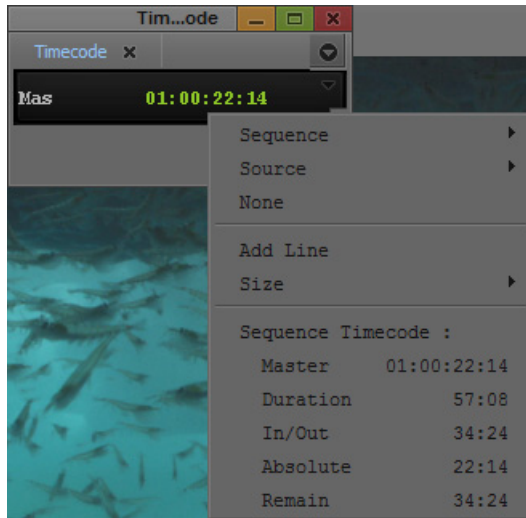 Tim...ode
Timecode
Mas 01:00:22:14
Sequence
Source
None
Add Line
Size
Sequence Timecode :
Master 01:00:22:14
Duration 57:08
In/Out 34:24
Absolute 22:14
Remain 34:24